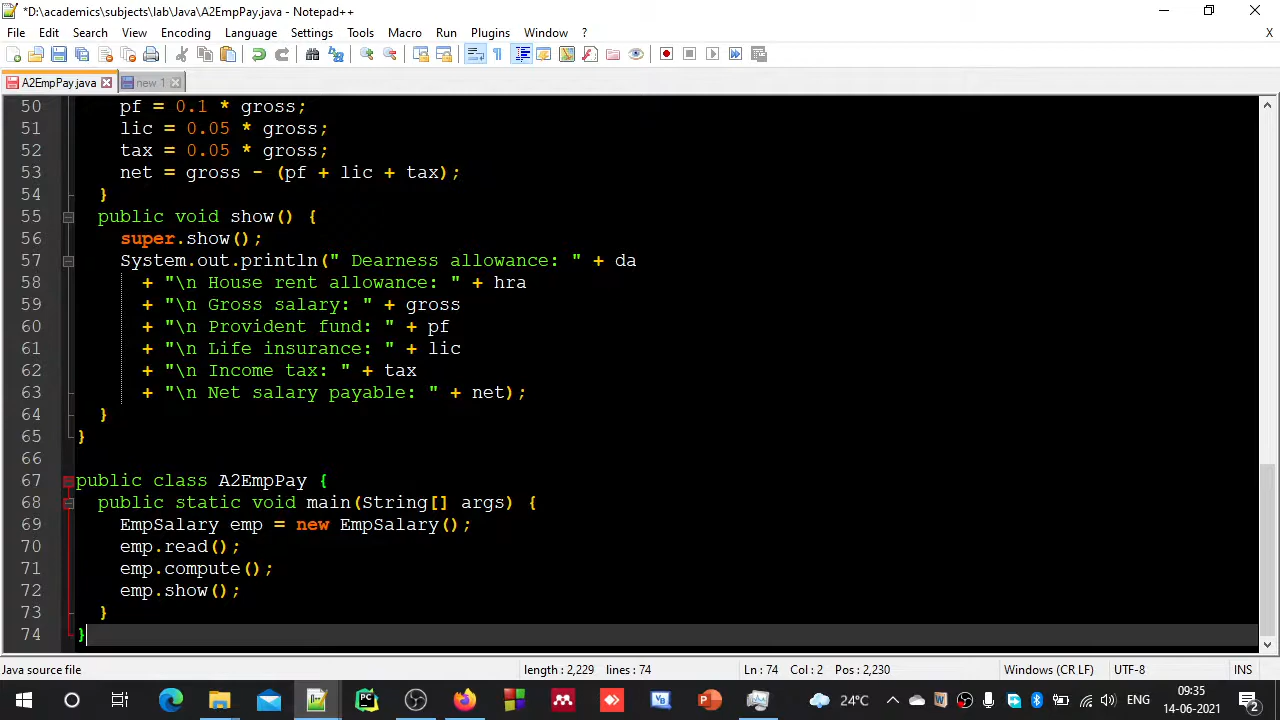 *D:\academics\subjects\lab\Java\A2EmpPay.java - Notepad++
File Edit Search View Encoding Language Settings Tools Macro Run Plugins Window ? X
A2EmpPay.java new 1
50 pf = 0.1 * gross;
51 lic = 0.05 * gross;
52 tax = 0.05 * gross;
53 net = gross - (pf + lic + tax);
54 }
55 public void show() {
56 super.show();
57 System.out.println(" Dearness allowance: " + da
58 + "\n House rent allowance: " + hra
59 + "\n Gross salary: " + gross
60 + "\n Provident fund: " + pf
61 + "\n Life insurance: " + lic
62 + "\n Income tax: " + tax
63 + "\n Net salary payable: " + net);
64 }
65 }
66
67 public class A2EmpPay {
68 public static void main(String[] args) {
69 EmpSalary emp = new EmpSalary();
70 emp.read();
71 emp.compute();
72 emp.show();
73 }
74 }
Java source file length : 2,229 lines : 74 Ln : 74 Col : 2 Pos : 2,230 Windows (CR LF) UTF-8 INS
24°C ENG 09:35
14-06-2021 2